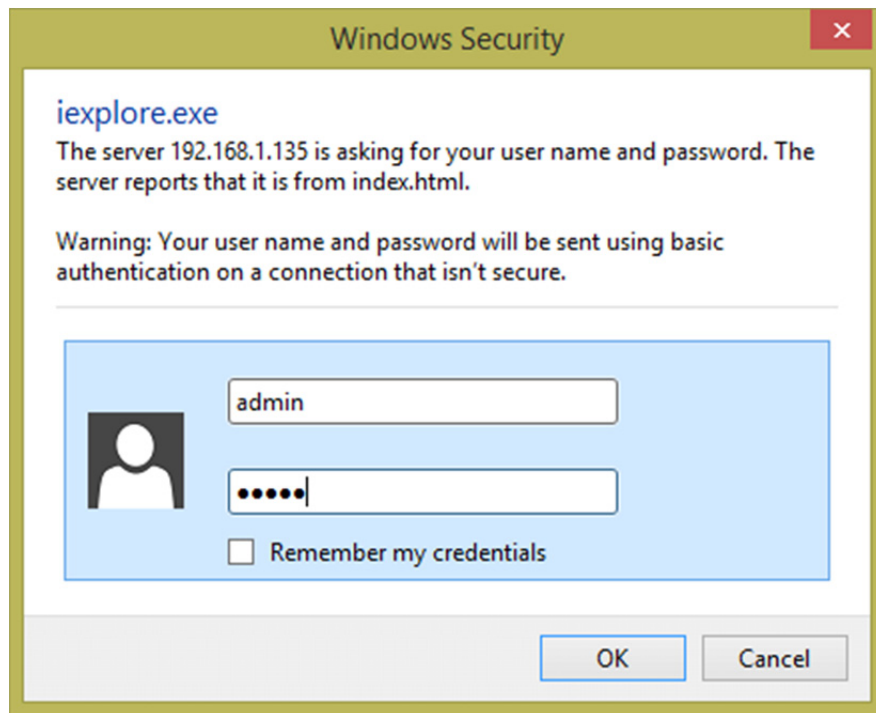 Windows Security
iexplore.exe
The server 192.168.1.135 is asking for your user name and password. The
server reports that it is from index.html.
Warning: Your user name and password will be sent using basic
authentication on a connection that isn't secure.
admin
●●●●●
Remember my credentials
OK
Cancel